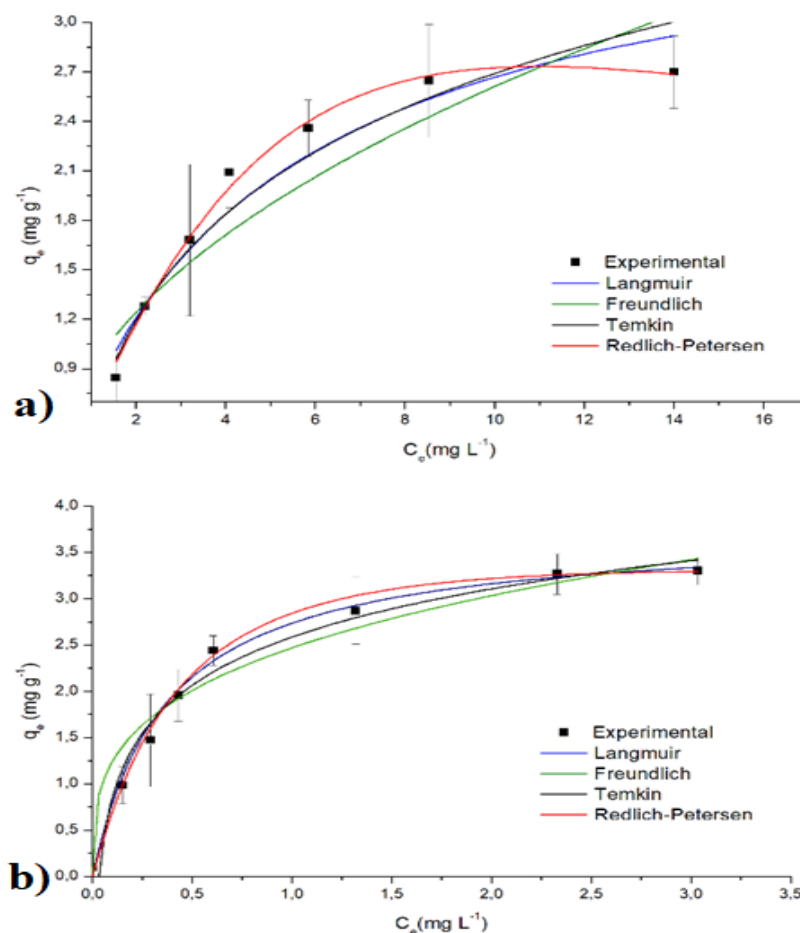 3,0
2,7
2,4
2,1
1,8
1,5
1,2
0,9
qe (mg g-1)
Experimental
Langmuir
Freundlich
Temkin
Redlich-Petersen
a)
2 4 6 8 10 12 14 16
Ce(mg L-1)
4,0
3,5
3,0
2,5
2,0
1,5
1,0
0,5
0,0
qe (mg g-1)
Experimental
Langmuir
Freundlich
Temkin
Redlich-Petersen
b)
0,0 0,5 1,0 1,5 2,0 2,5 3,0 3,5
Ce(mg L-1)